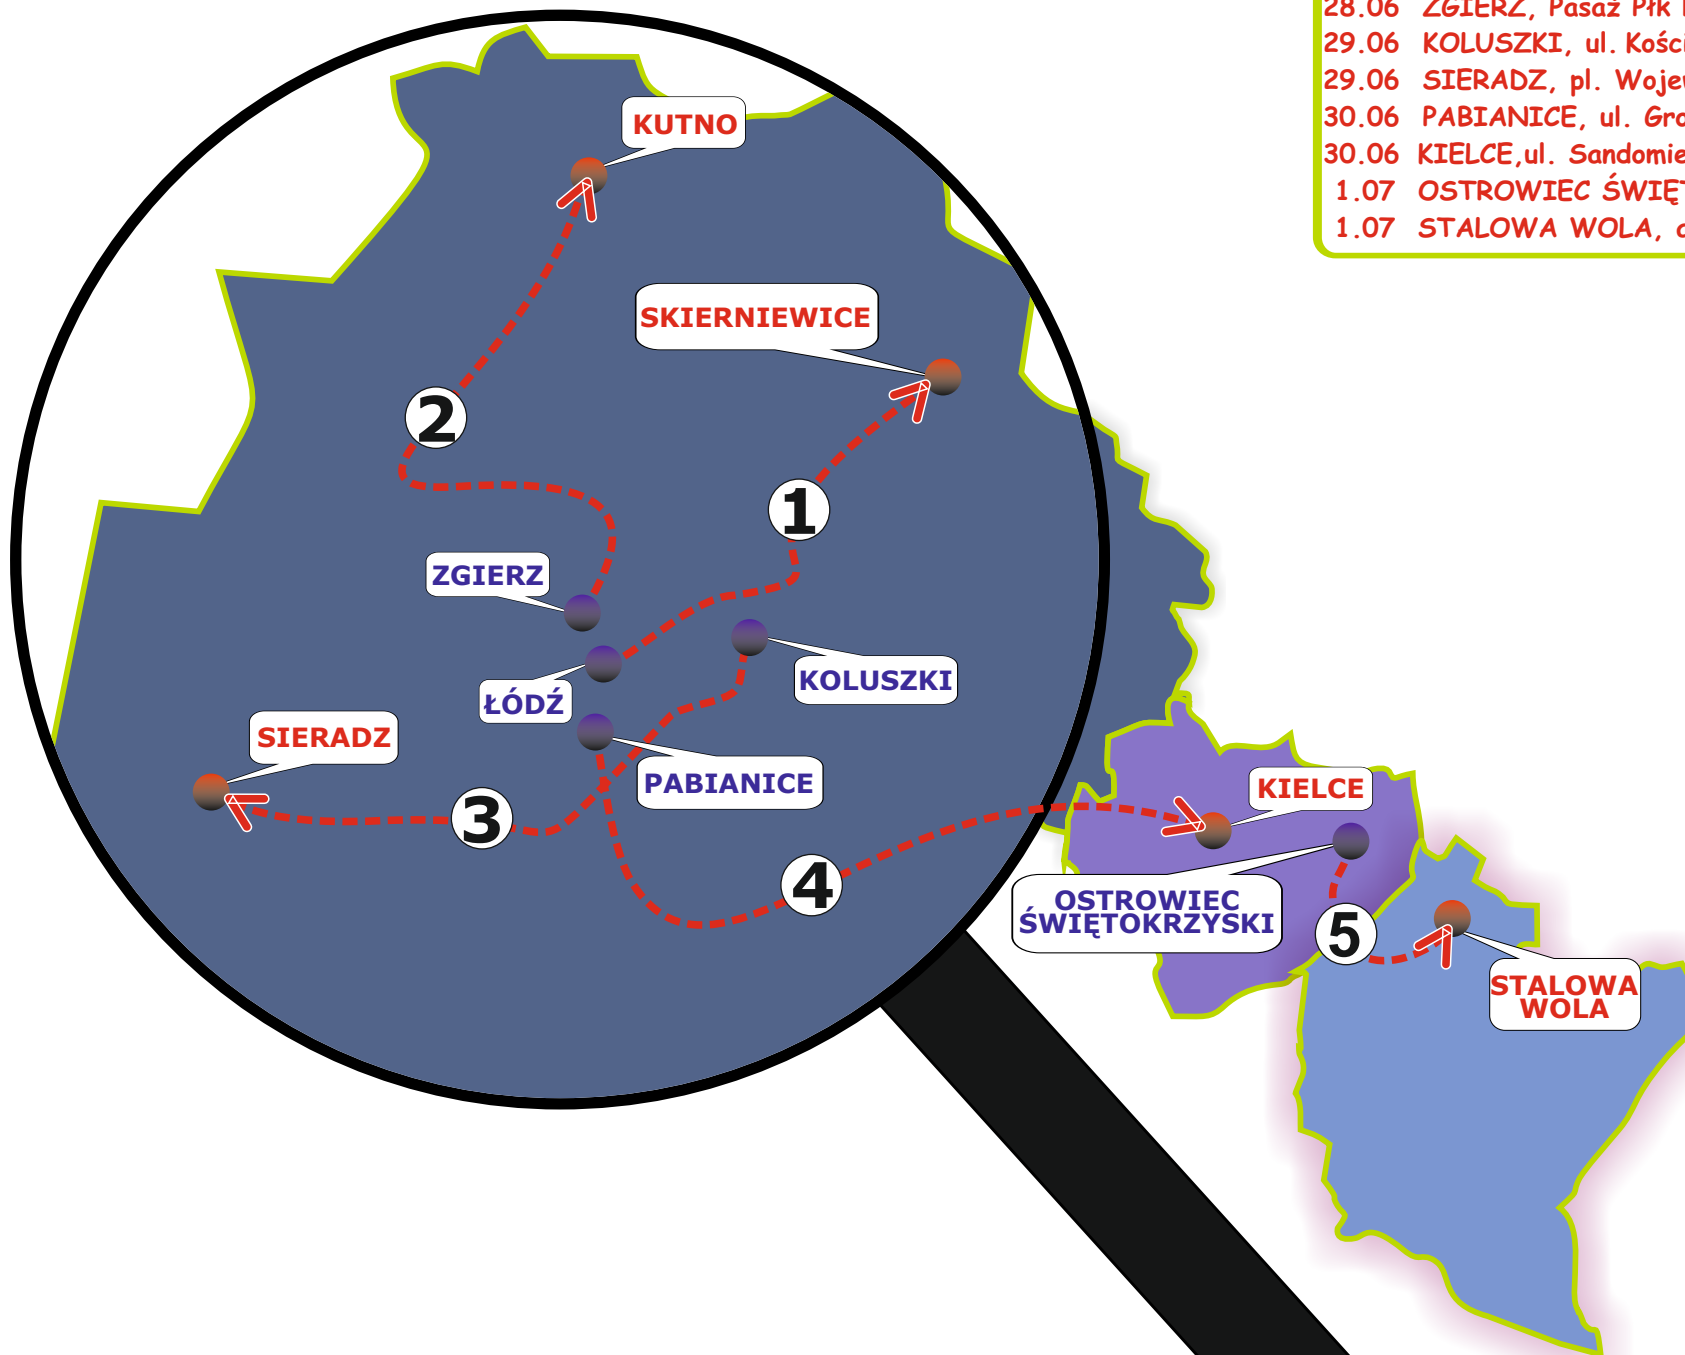 28.06 ZGIERZ, Pasaż Płk
29.06 KOLUSZKI, ul. Kości
29.06 SIERADZ, pl. Woje
30.06 PABIANICE, ul. Gro
30.06 KIELCE,ul. Sandomie
1.07 OSTROWIEC ŚWIĘ
1.07 STALOWA WOLA,
KUTNO
SKIERNIEWICE
2
1
ZGIERZ
KOLUSZKI
ŁÓDŹ
SIERADZ
PABIANICE
KIELCE
3
4
OSTROWIEC
ŚWIĘTOKRZYSKI
5
STALOWA
WOLA